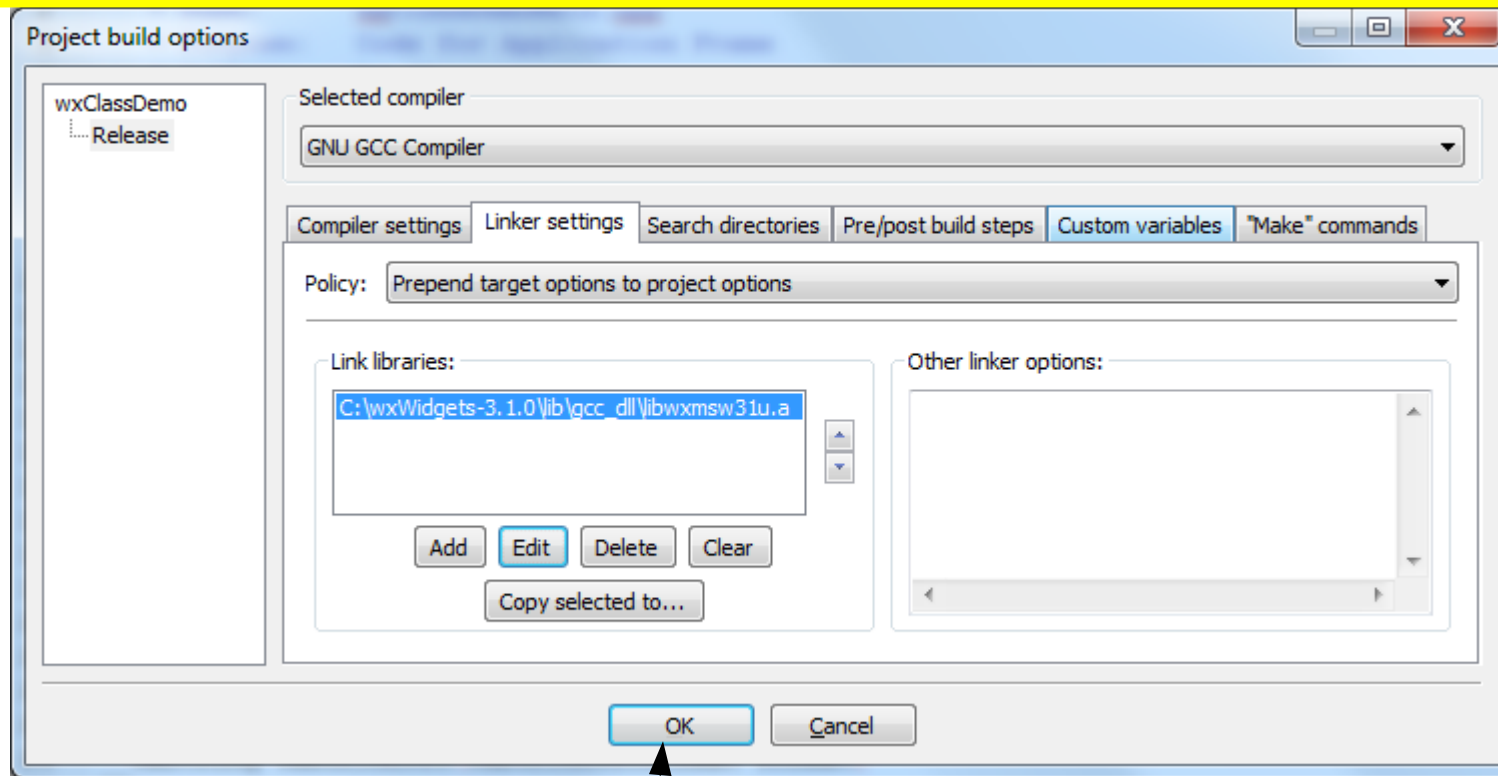 Project build options
wxClassDemo
Release
Selected compiler
GNU GCC Compiler
Compiler settings Linker settings Search directories Pre/post build steps Custom variables "Make" commands
Policy: Prepend target options to project options
Link libraries:
C:\wxWidgets-3.1.0\lib\gcc_dll\libwxmsw31u.a
Add Edit Delete Clear
Copy selected to...
Other linker options:
OK Cancel